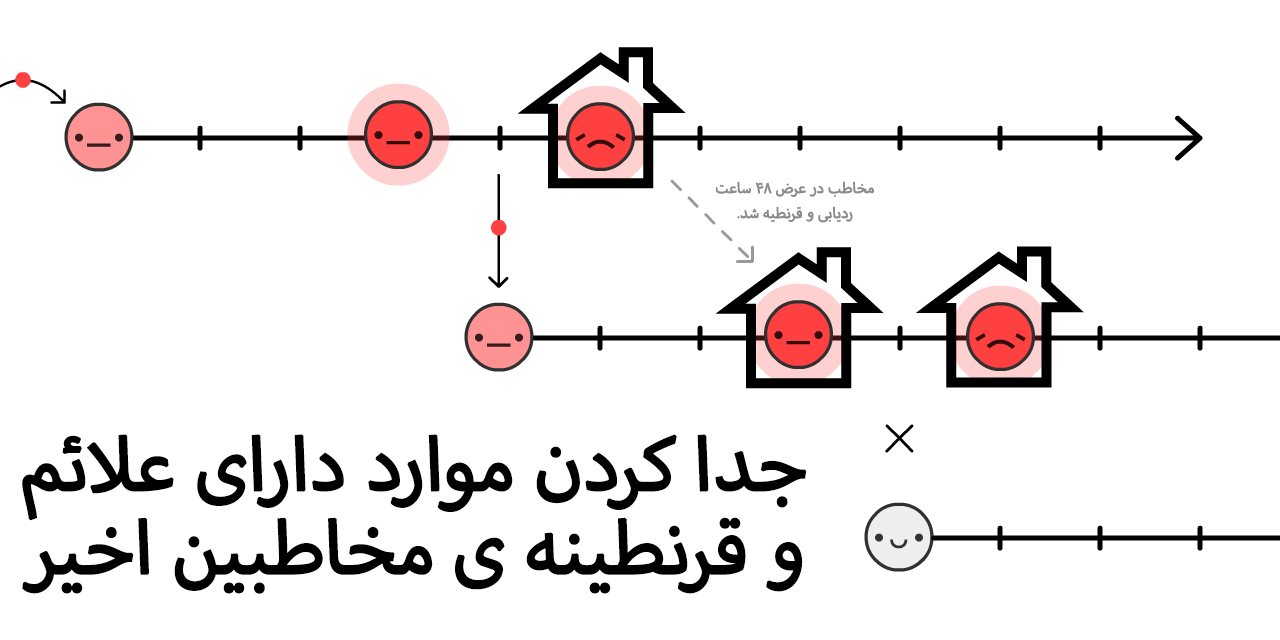 مخاطب در عرض ۴۸ ساعت
ردیابی و قرنطیه شد.
جدا کردن موارد دارای علائم
و قرنطینه ی مخاطبین اخیر